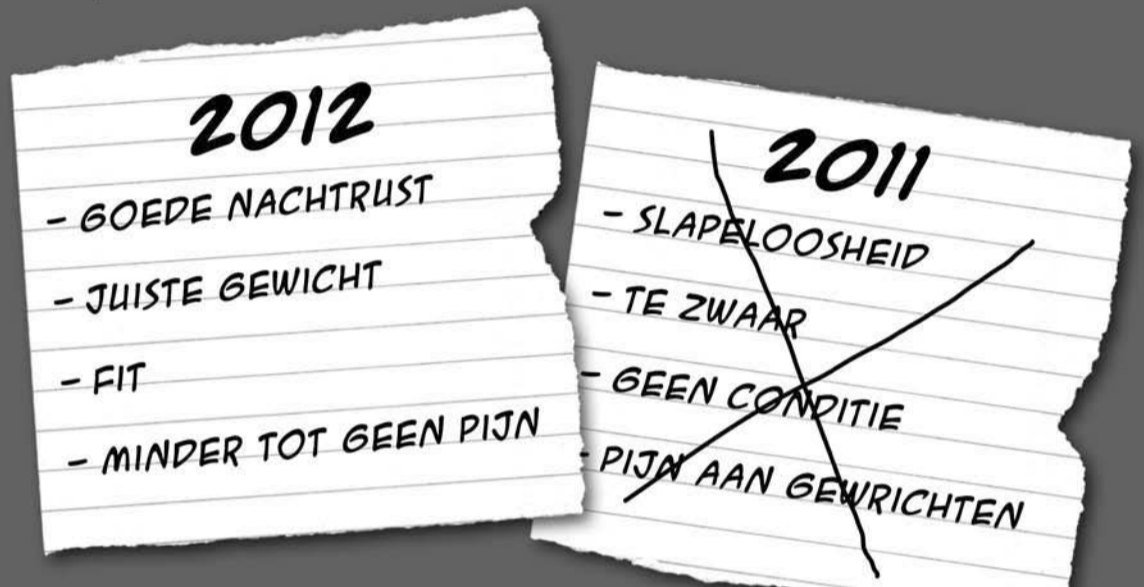 2012
- GOEDE NACHTRUST
- JUISTE GEWICHT
- FIT
- MINDER TOT GEEN PIJN
2011
- SLAPELOOSHEID
- TE ZWAAR
- GEEN CONDITIE
- PIJN AAN GEWRICHTEN